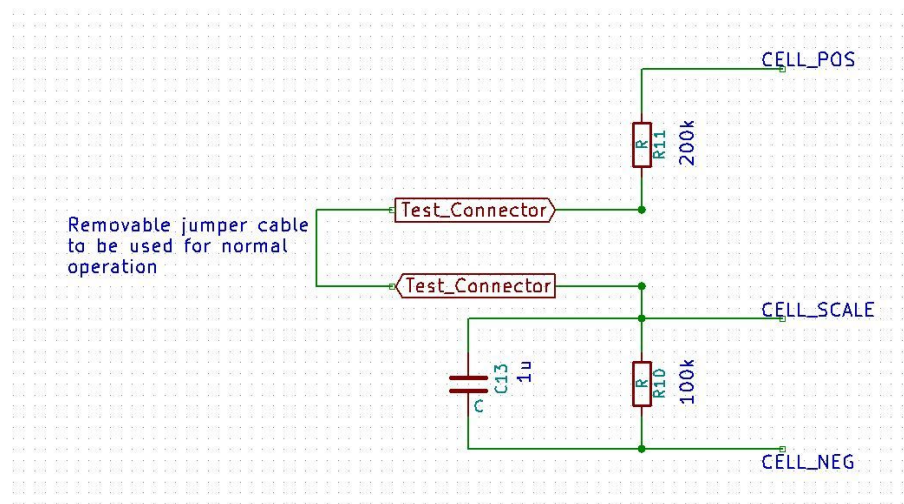 CELL_POS
R
R11
200k
Test_Connector
Removable jumper cable
to be used for normal
operation
Test_Connector
CELL_SCALE
C13
1u
C
R
R10
100k
CELL_NEG